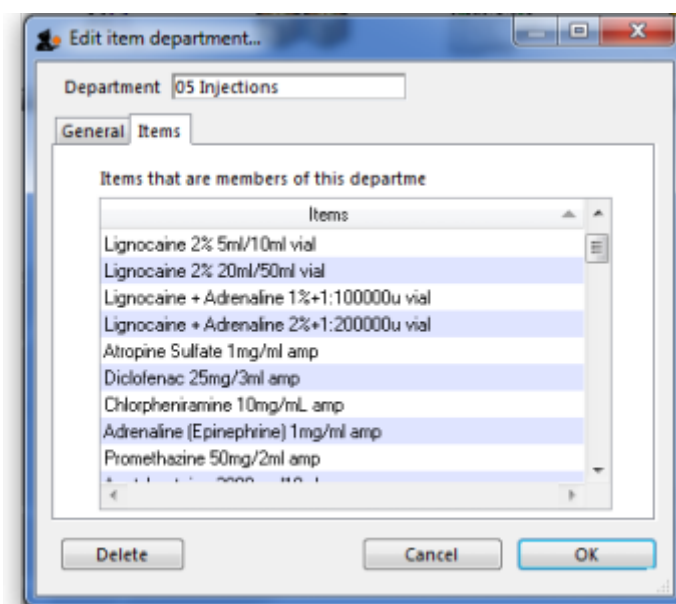 Edit item department...
Department 05 Injections
General Items
Items that are members of this departme
Items
Lignocaine 2% 5ml/10ml vial
Lignocaine 2% 20ml/50ml vial
Lignocaine + Adrenaline 1%+1:100000u vial
Lignocaine + Adrenaline 2%+1:200000u vial
Atropine Sulfate 1mg/ml amp
Diclofenac 25mg/3ml amp
Chlorpheniramine 10mg/mL amp
Adrenaline (Epinephrine) 1mg/ml amp
Promethazine 50mg/2ml amp
Delete Cancel OK